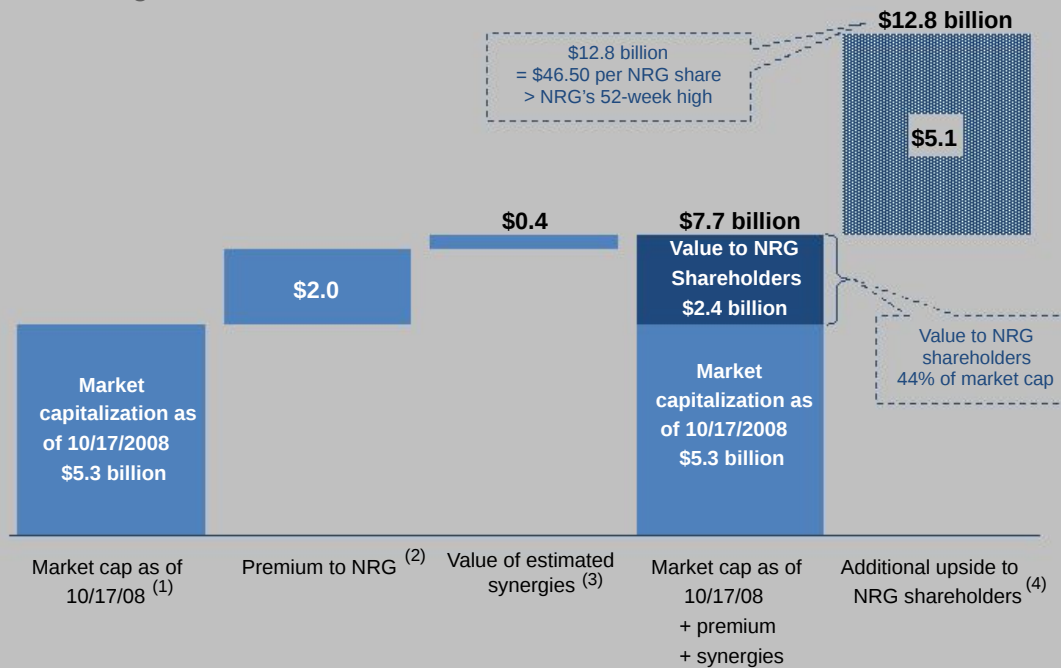 $12.8 billion
$12.8 billion
= $46.50 per NRG share
> NRG's 52-week high
$5.1
$0.4
$7.7 billion
Value to NRG
Shareholders
$2.4 billion
$2.0
Value to NRG
shareholders
44% of market cap
Market
capitalization as
of 10/17/2008
$5.3 billion
Market
capitalization as
of 10/17/2008
$5.3 billion
Market cap as of
10/17/08 (1)
Premium to NRG (2)
Value of estimated
synergies (3)
Market cap as of
10/17/08
+ premium
+ synergies
Additional upside to
NRG shareholders (4)